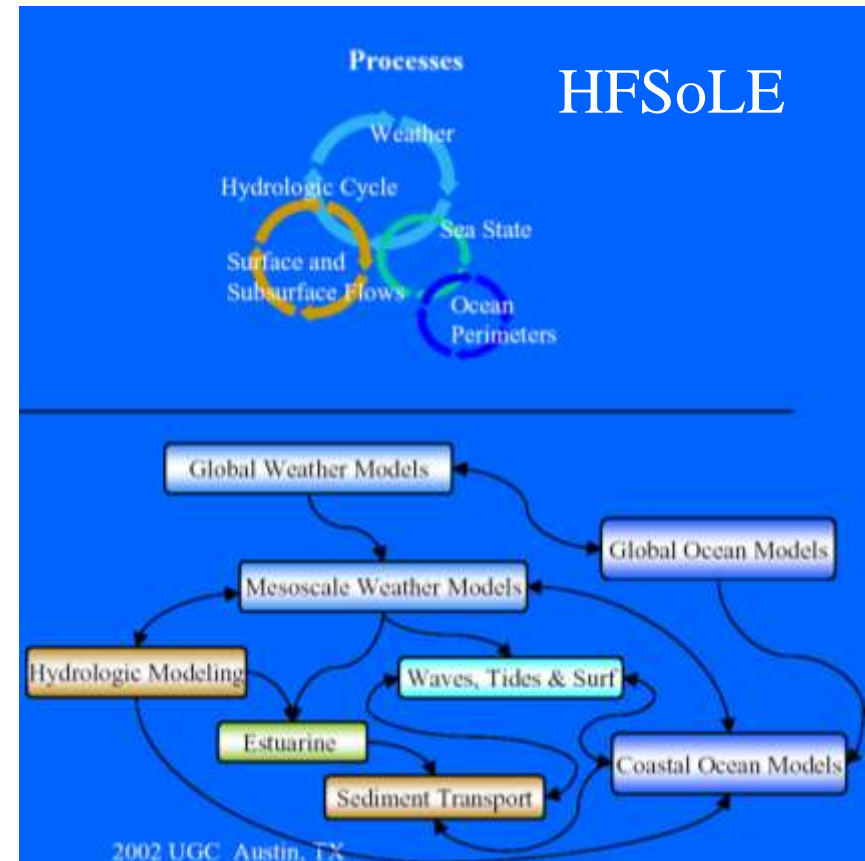 Processes
HFSoLE
Weather
Hydrologic Cycle
Sea State
Surface and
Subsurface Flows
Ocean
Perimeters
Global Weather Models
Global Ocean Models
Mesoscale Weather Models
Hydrologic Modeling
Waves, Tides & Surf
Estuarine
Coastal Ocean Models
Sediment Transport
2002 UGC Austin, TX